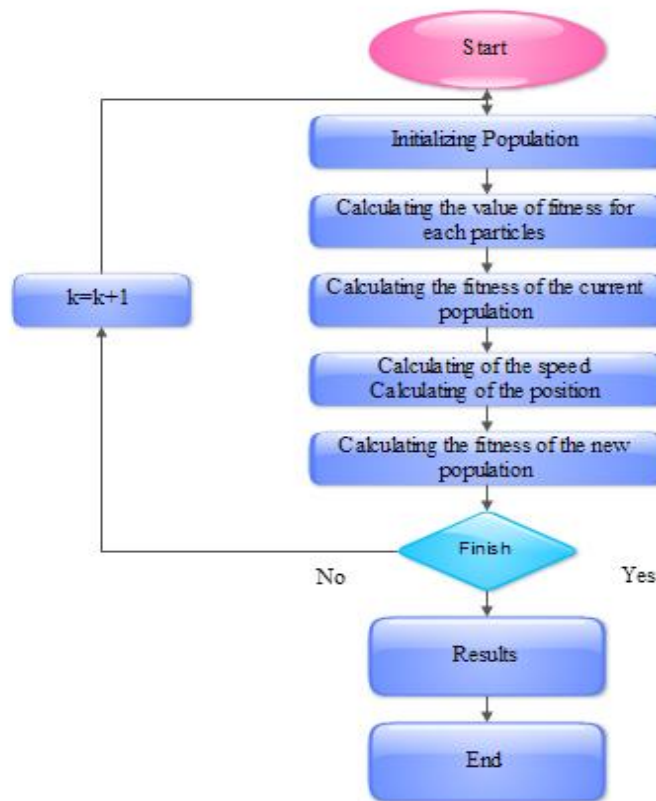 Start
Initializing Population
Calculating the value of fitness for
each particles
k=k+1
Calculating the fitness of the current
population
Calculating of the speed
Calculating of the position
Calculating the fitness of the new
population
Finish
No
Yes
Results
End